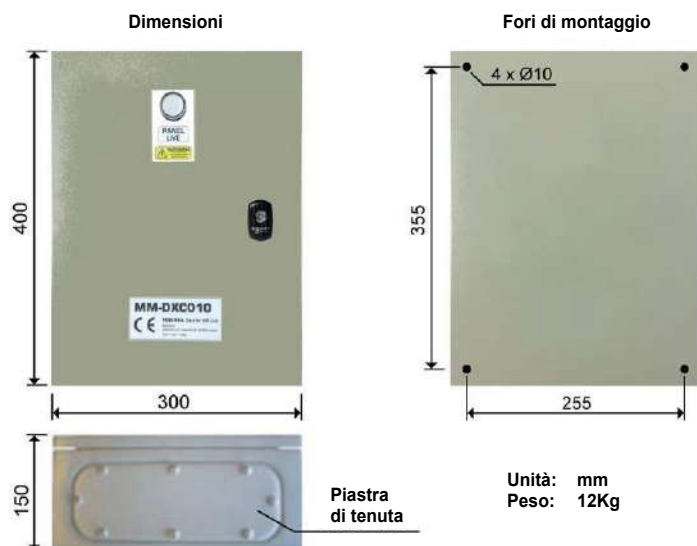 Dimensioni
Fori di montaggio
4 x Ø10
PANEL
LIVE
400
355
MM-DXC010
CE
300
255
150
Piastra
di tenuta
Unità: mm
Peso: 12Kg